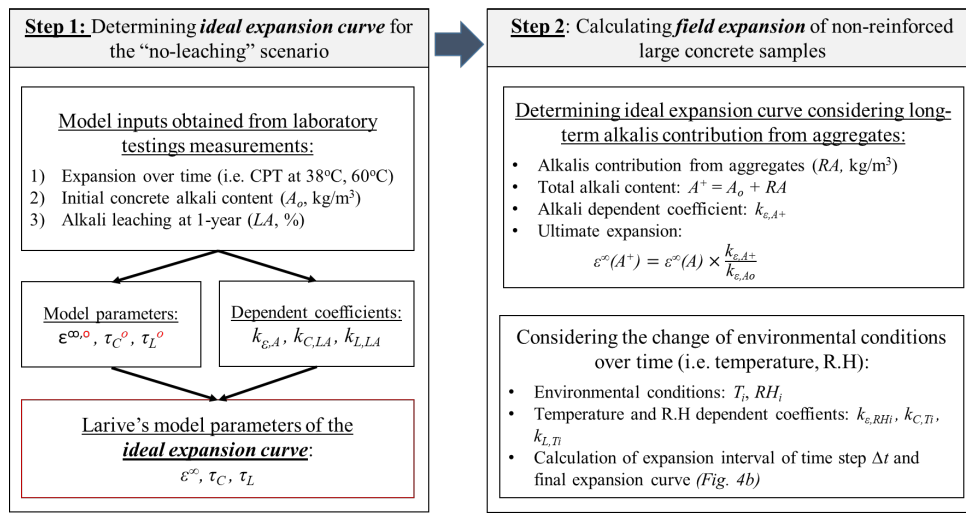 Step 1: Determining ideal expansion curve for
the “no-leaching” scenario
Model inputs obtained from laboratory
testings measurements:
1) Expansion over time (i.e. CPT at 38°C, 60°C)
2) Initial concrete alkali content (Ao, kg/m³)
3) Alkali leaching at 1-year (LA, %)
Model parameters:
ε∞,o, τCo, τLo
Dependent coefficients:
kε,A, kC,LA, kL,LA
Larive’s model parameters of the
ideal expansion curve:
ε∞, τC, τL
Step 2: Calculating field expansion of non-reinforced
large concrete samples
Determining ideal expansion curve considering long-
term alkalis contribution from aggregates:
• Alkalis contribution from aggregates (RA, kg/m³)
• Total alkali content: A⁺ = Ao + RA
• Alkali dependent coefficient: kε,A+
• Ultimate expansion:
ε∞(A⁺) = ε∞(A) × kε,A+ / kε,Ao
Considering the change of environmental conditions
over time (i.e. temperature, R.H):
• Environmental conditions: Ti, RHi
• Temperature and R.H dependent coeffients: kε,RHi, kC,Ti,
kL,Ti
• Calculation of expansion interval of time step Δt and
final expansion curve (Fig. 4b)